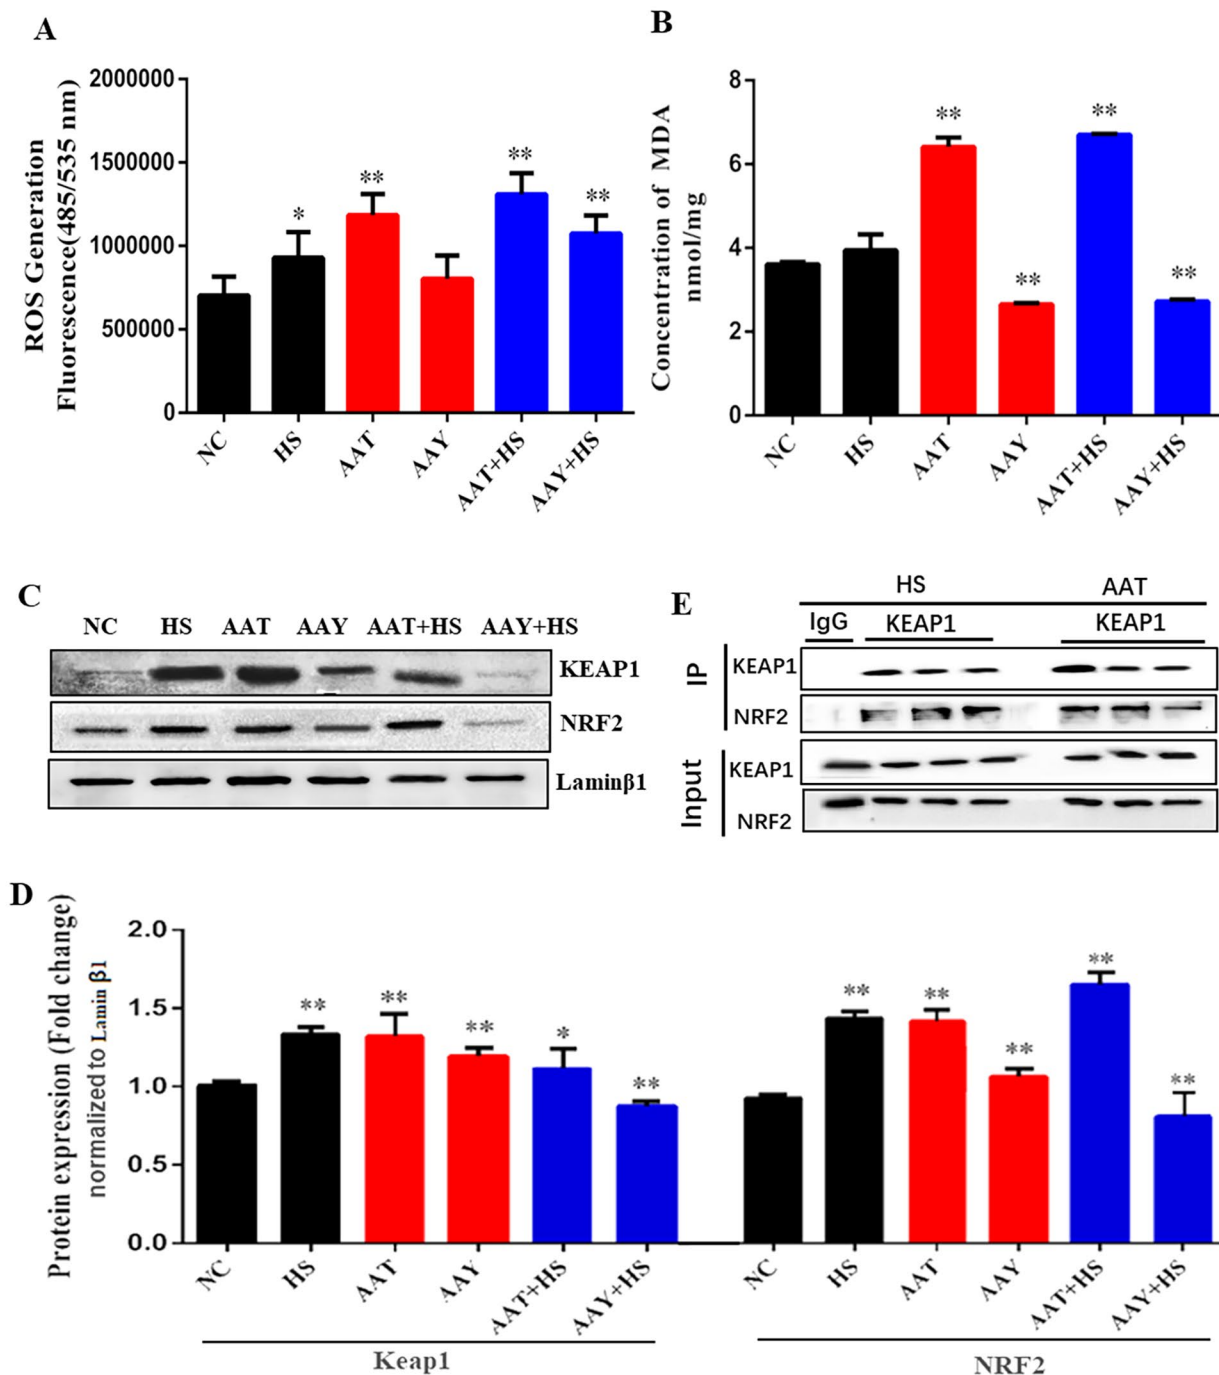 A
ROS Generation
Fluorescence(485/535 nm)
2000000
1500000
1000000
500000
0
*
**
**
**
NC
HS
AAT
AAY
AAT+HS
AAY+HS
B
Concentration of MDA
nmol/mg
8
6
4
2
0
**
**
**
**
NC
HS
AAT
AAY
AAT+HS
AAY+HS
C
NC HS AAT AAY AAT+HS AAY+HS
KEAP1
NRF2
Laminβ1
E
HS AAT
IgG KEAP1 KEAP1
IP
KEAP1
NRF2
Input
KEAP1
NRF2
D
Protein expression (Fold change)
normalized to Lamin β1
2.0
1.5
1.0
0.5
0.0
**
**
**
*
**
**
**
**
**
**
NC
HS
AAT
AAY
AAT+HS
AAY+HS
NC
HS
AAT
AAY
AAT+HS
AAY+HS
Keap1
NRF2